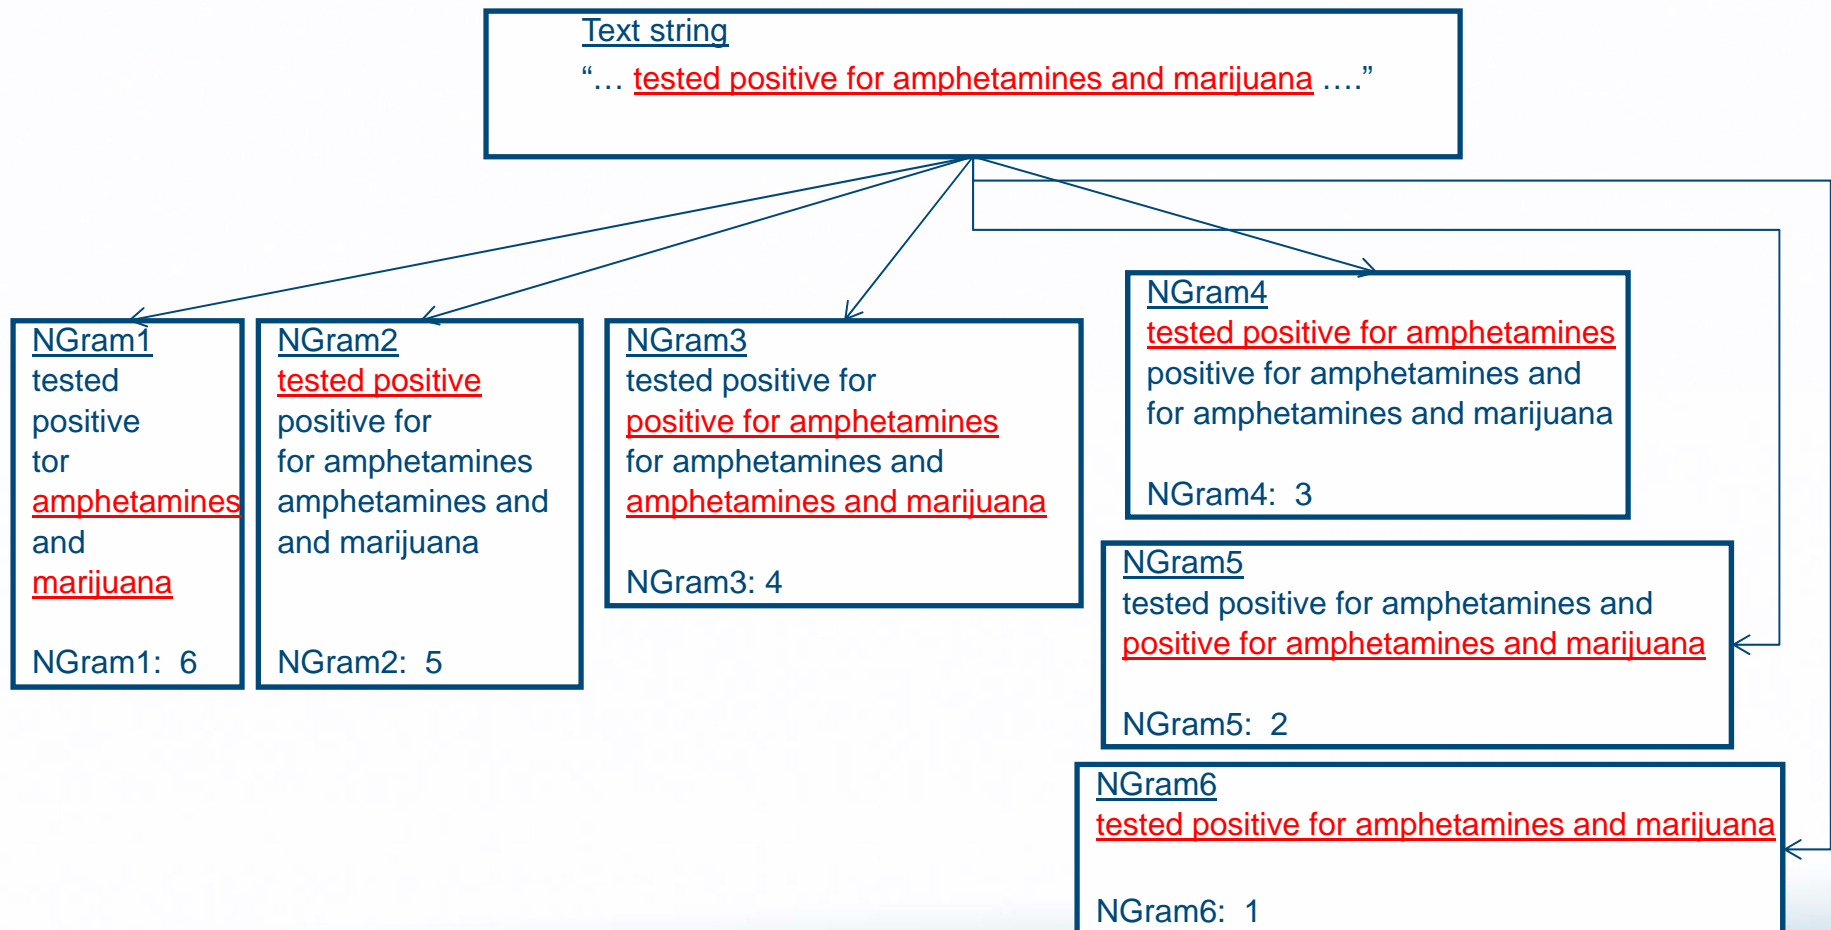 Text string
“… tested positive for amphetamines and marijuana ….”
NGram1
tested
positive
tor
amphetamines
and
marijuana
NGram1: 6
NGram2
tested positive
positive for
for amphetamines
amphetamines and
and marijuana
NGram2: 5
NGram3
tested positive for
positive for amphetamines
for amphetamines and
amphetamines and marijuana
NGram3: 4
NGram4
tested positive for amphetamines
positive for amphetamines and
for amphetamines and marijuana
NGram4: 3
NGram5
tested positive for amphetamines and
positive for amphetamines and marijuana
NGram5: 2
NGram6
tested positive for amphetamines and marijuana
NGram6: 1